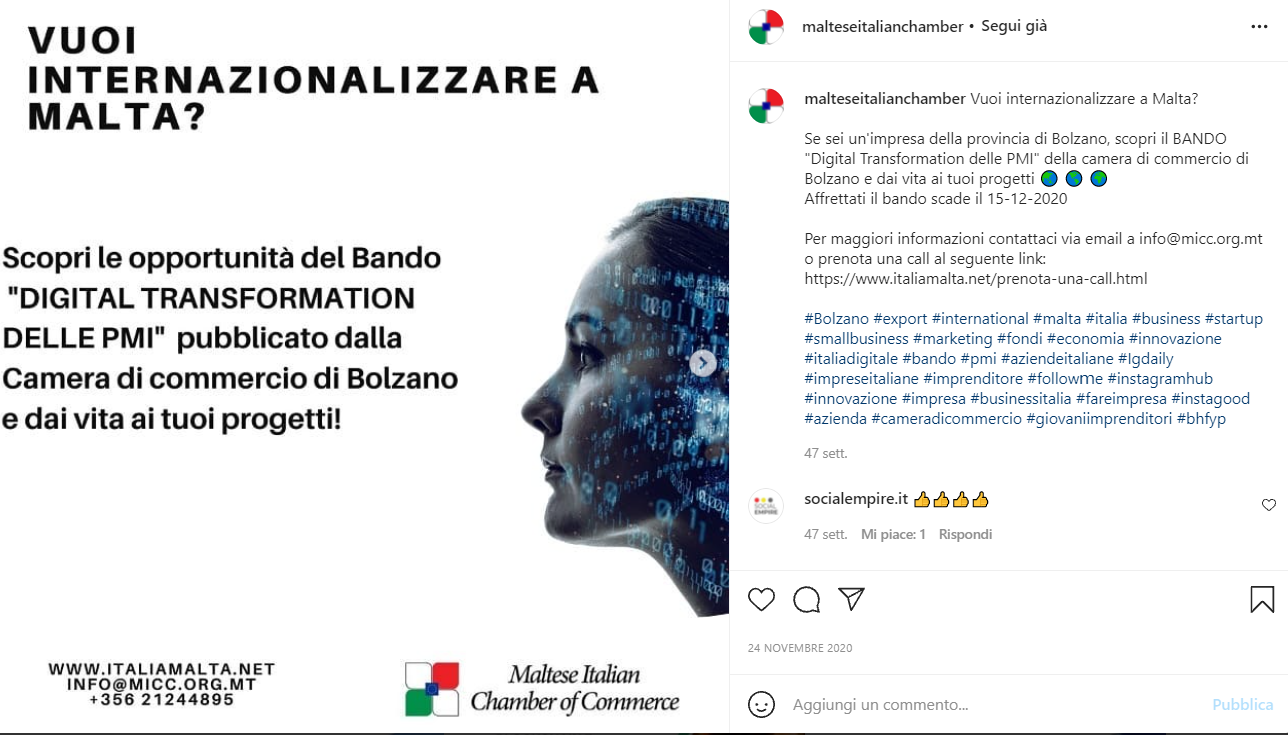 VUOI
INTERNAZIONALIZZARE A
MALTA?
Scopri le opportunità del Bando
"DIGITAL TRANSFORMATION
DELLE PMI" pubblicato dalla
Camera di commercio di Bolzano
e dai vita ai tuoi progetti!
WWW.ITALIAMALTA.NET
INFO@MICC.ORG.MT
+356 21244895
Maltese Italian
Chamber of Commerce
malteseitalianchamber • Segui già
malteseitalianchamber Vuoi internazionalizzare a Malta?
Se sei un'impresa della provincia di Bolzano, scopri il BANDO
"Digital Transformation delle PMI" della camera di commercio di
Bolzano e dai vita ai tuoi progetti 🌍 🌎 🌏
Affrettati il bando scade il 15-12-2020
Per maggiori informazioni contattaci via email a info@micc.org.mt
o prenota una call al seguente link:
https://www.italiamalta.net/prenota-una-call.html
#Bolzano #export #international #malta #italia #business #startup
#smallbusiness #marketing #fondi #economia #innovazione
#italiadigitale #bando #pmi #aziendeitaliane #Igdaily
#impreseitaliane #imprenditore #followme #instagramhub
#innovazione #impresa #businessitalia #fareimpresa #instagood
#azienda #cameradicommercio #giovaniimprenditori #bhfyp
47 sett.
SOCIAL
EMPIRE
socialempire.it 👍👍👍👍
47 sett. Mi piace: 1 Rispondi
24 NOVEMBRE 2020
Aggiungi un commento... Pubblica